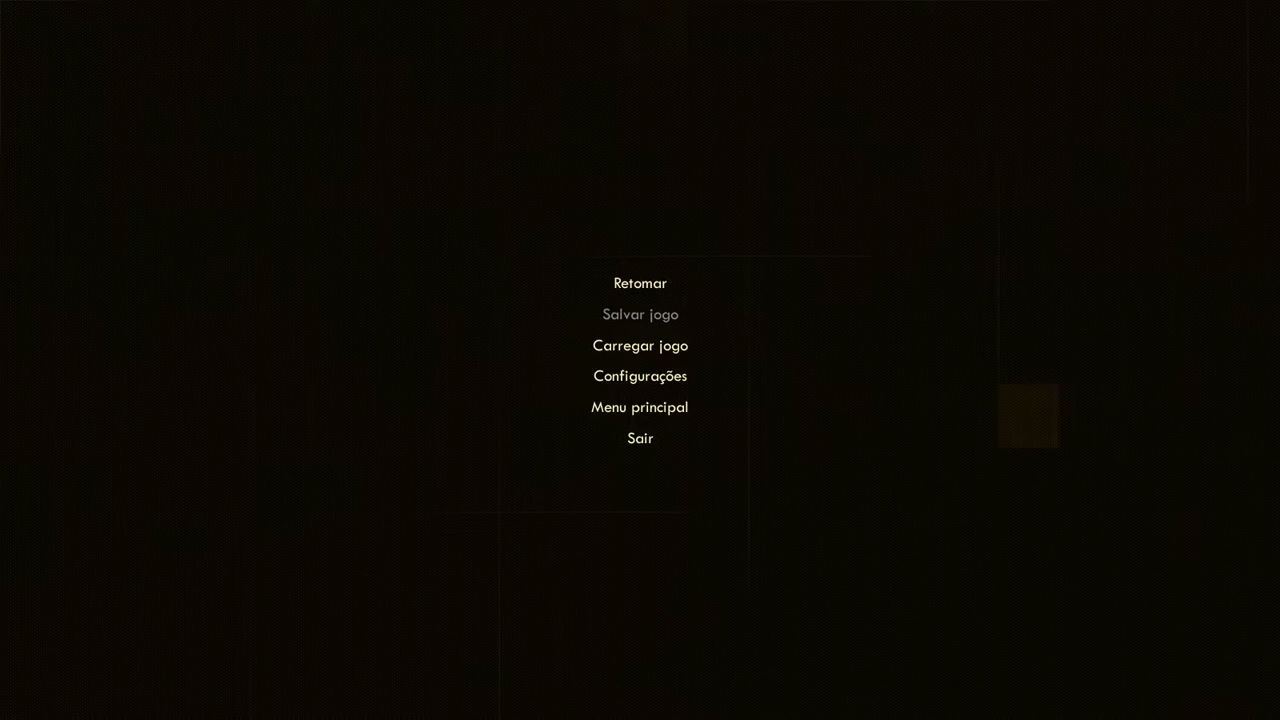 Retomar
Salvar jogo
Carregar jogo
Configurações
Menu principal
Sair